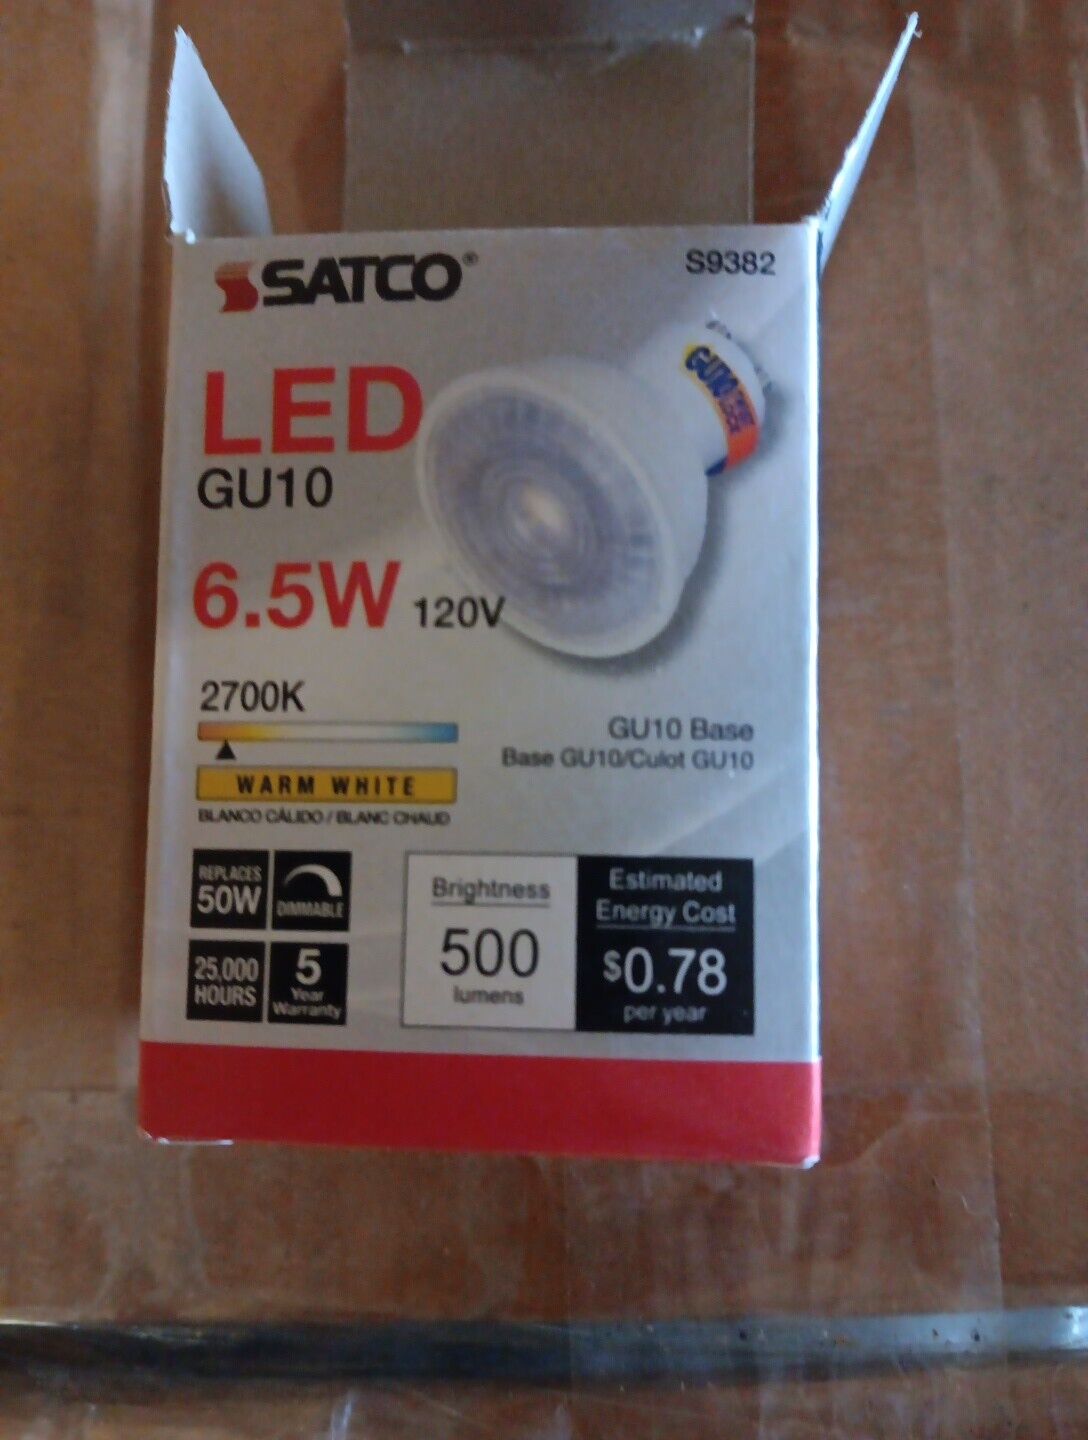 SATCO®
S9382
LED
GU10
GU10
6.5W 120V
2700K
WARM WHITE
BLANCO CÁLIDO / BLANC CHAUD
GU10 Base
Base GU10/Culot GU10
REPLACES
50W
DIMMABLE
25,000
HOURS
5
Year
Warranty
Brightness
500
lumens
Estimated
Energy Cost
$0.78
per year